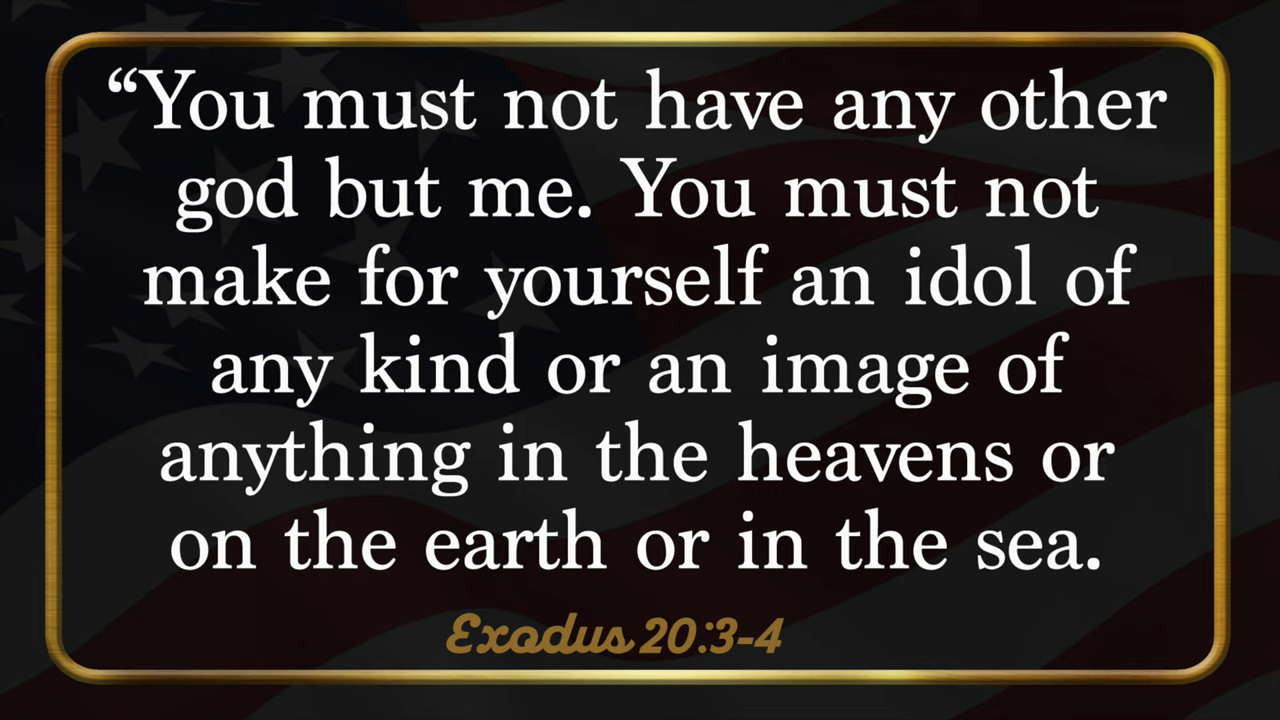 “You must not have any other
god but me. You must not
make for yourself an idol of
any kind or an image of
anything in the heavens or
on the earth or in the sea.
Exodus 20:3-4